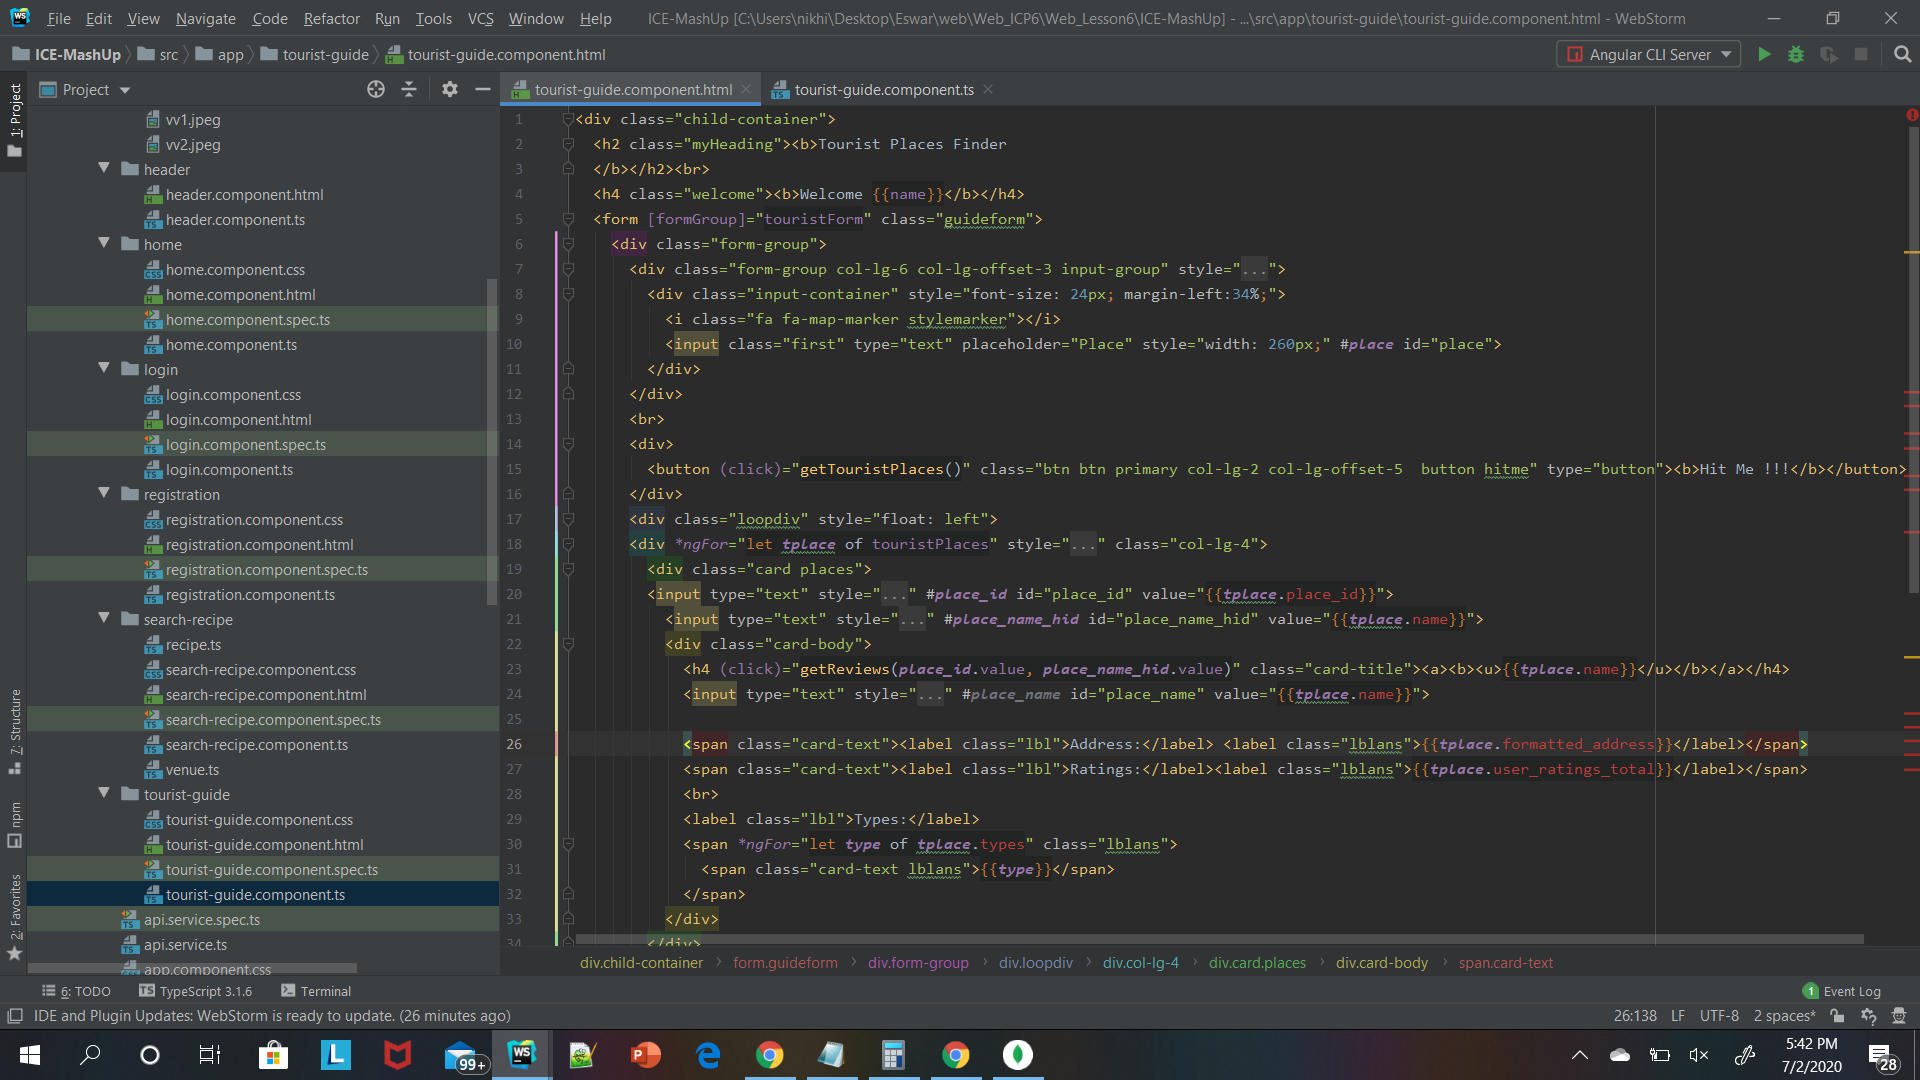 File Edit View Navigate Code Refactor Run Tools VCS Window Help ICE-MashUp [C:\Users\nikhi\Desktop\Eswar\web\Web_ICP6\Web_Lesson6\ICE-MashUp] - ...\src\app\tourist-guide\tourist-guide.component.html - WebStorm
ICE-MashUp src app tourist-guide tourist-guide.component.html Angular CLI Server
Project
tourist-guide.component.html tourist-guide.component.ts
1: Project
7: Structure
npm
2: Favorites
vv1.jpeg
vv2.jpeg
header
header.component.html
header.component.ts
home
home.component.css
home.component.html
home.component.spec.ts
home.component.ts
login
login.component.css
login.component.html
login.component.spec.ts
login.component.ts
registration
registration.component.css
registration.component.html
registration.component.spec.ts
registration.component.ts
search-recipe
recipe.ts
search-recipe.component.css
search-recipe.component.html
search-recipe.component.spec.ts
search-recipe.component.ts
venue.ts
tourist-guide
tourist-guide.component.css
tourist-guide.component.html
tourist-guide.component.spec.ts
tourist-guide.component.ts
api.service.spec.ts
api.service.ts
app.component.css
1 <div class="child-container">
2 <h2 class="myHeading"><b>Tourist Places Finder
3 </b></h2><br>
4 <h4 class="welcome"><b>Welcome {{name}}</b></h4>
5 <form [formGroup]="touristForm" class="guideform">
6 <div class="form-group">
7 <div class="form-group col-lg-6 col-lg-offset-3 input-group" style="...">
8 <div class="input-container" style="font-size: 24px; margin-left:34%;">
9 <i class="fa fa-map-marker stylemarker"></i>
10 <input class="first" type="text" placeholder="Place" style="width: 260px;" #place id="place">
11 </div>
12 </div>
13 <br>
14 <div>
15 <button (click)="getTouristPlaces()" class="btn btn primary col-lg-2 col-lg-offset-5  button hitme" type="button"><b>Hit Me !!!</b></button>
16 </div>
17 <div class="loopdiv" style="float: left">
18 <div *ngFor="let tplace of touristPlaces" style="..." class="col-lg-4">
19 <div class="card places">
20 <input type="text" style="..." #place_id id="place_id" value="{{tplace.place_id}}">
21 <input type="text" style="..." #place_name_hid id="place_name_hid" value="{{tplace.name}}">
22 <div class="card-body">
23 <h4 (click)="getReviews(place_id.value, place_name_hid.value)" class="card-title"><a><b><u>{{tplace.name}}</u></b></a></h4>
24 <input type="text" style="..." #place_name id="place_name" value="{{tplace.name}}">
25
26 <span class="card-text"><label class="lbl">Address:</label> <label class="lblans">{{tplace.formatted_address}}</label></span>
27 <span class="card-text"><label class="lbl">Ratings:</label><label class="lblans">{{tplace.user_ratings_total}}</label></span>
28 <br>
29 <label class="lbl">Types:</label>
30 <span *ngFor="let type of tplace.types" class="lblans">
31 <span class="card-text lblans">{{type}}</span>
32 </span>
33 </div>
34 </div>
div.child-container form.guideform div.form-group div.loopdiv div.col-lg-4 div.card.places div.card-body span.card-text
6: TODO TypeScript 3.1.6 Terminal 1 Event Log
IDE and Plugin Updates: WebStorm is ready to update. (26 minutes ago) 26:138 LF UTF-8 2 spaces*
99+
5:42 PM
7/2/2020
28